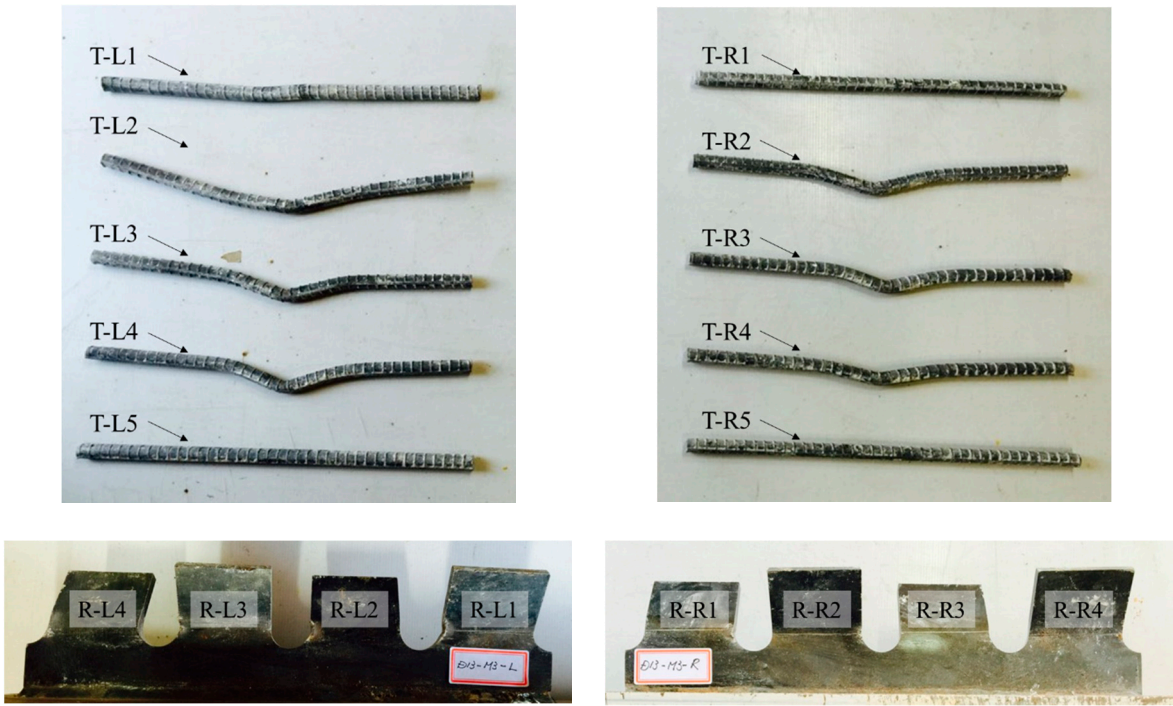 T-L1
T-L2
T-L3
T-L4
T-L5
T-R1
T-R2
T-R3
T-R4
T-R5
R-L4 R-L3 R-L2 R-L1
D13-M3-L
R-R1 R-R2 R-R3 R-R4
D13-M3-R